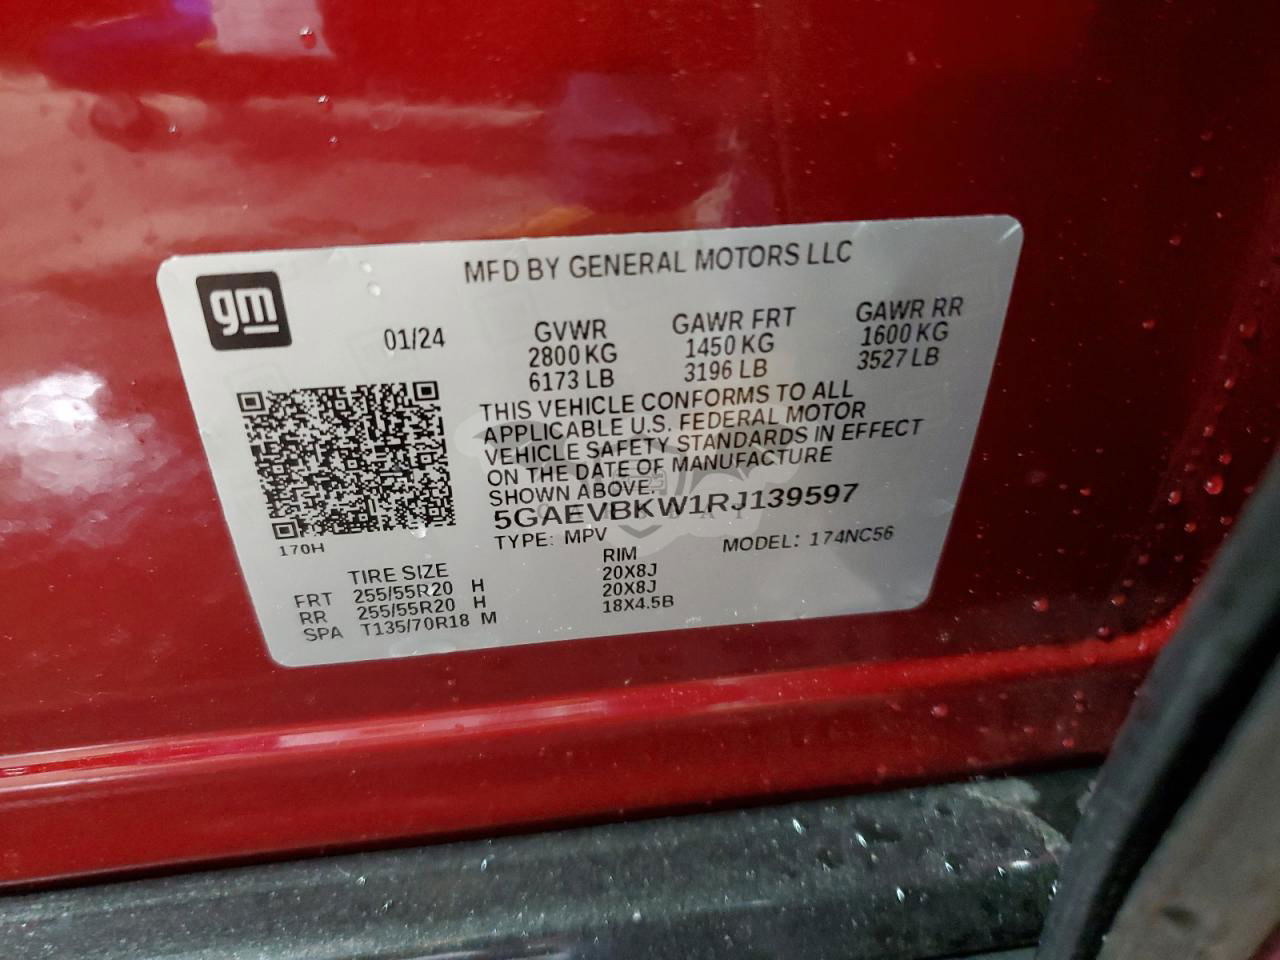 MFD BY GENERAL MOTORS LLC
gm
01/24
GVWR GAWR FRT GAWR RR
2800 KG 1450 KG 1600 KG
6173 LB 3196 LB 3527 LB
THIS VEHICLE CONFORMS TO ALL
APPLICABLE U.S. FEDERAL MOTOR
VEHICLE SAFETY STANDARDS IN EFFECT
ON THE DATE OF MANUFACTURE
SHOWN ABOVE.
5GAEVBKW1RJ139597
170H
TYPE: MPV MODEL: 174NC56
TIRE SIZE RIM
FRT 255/55R20 H 20X8J
RR 255/55R20 H 20X8J
SPA T135/70R18 M 18X4.5B